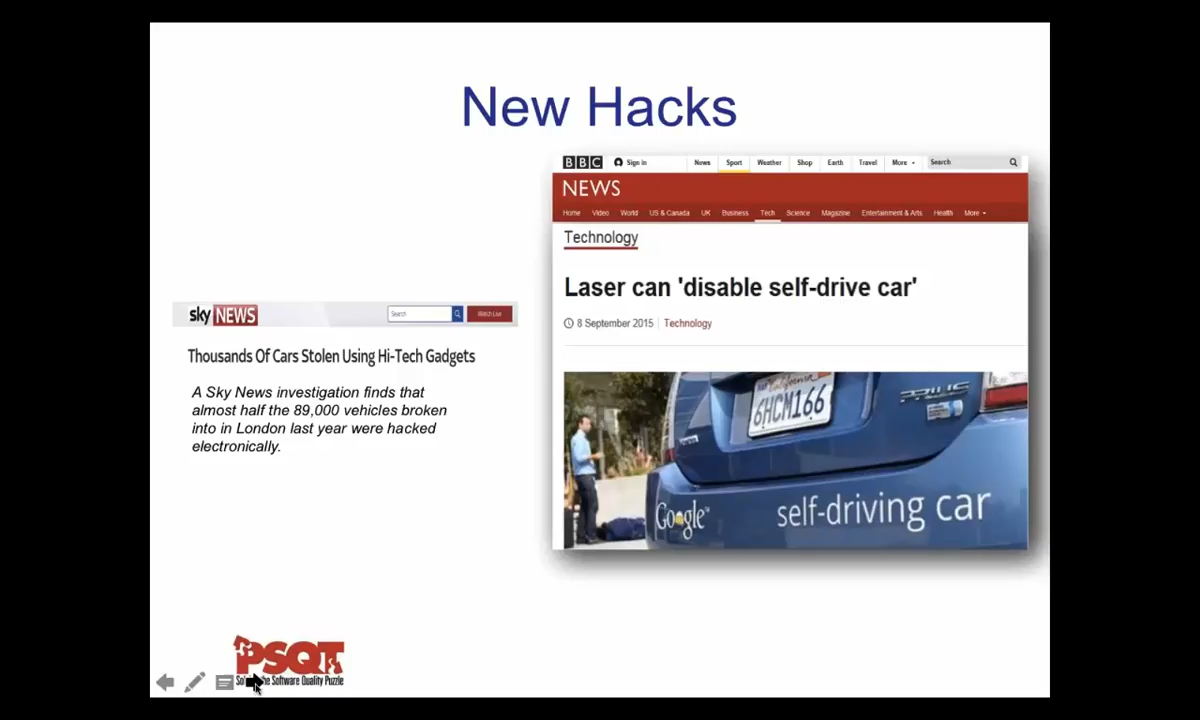 New Hacks
sky NEWS
Search
Watch Live
Thousands Of Cars Stolen Using Hi-Tech Gadgets
A Sky News investigation finds that
almost half the 89,000 vehicles broken
into in London last year were hacked
electronically.
BBC Sign in News Sport Weather Shop Earth Travel More Search
NEWS
Home Video World US & Canada UK Business Tech Science Magazine Entertainment & Arts Health More
Technology
Laser can 'disable self-drive car'
8 September 2015 Technology
California
6HCM166
PRIUS
Google
self-driving car
PSQT
the Software Quality Puzzle